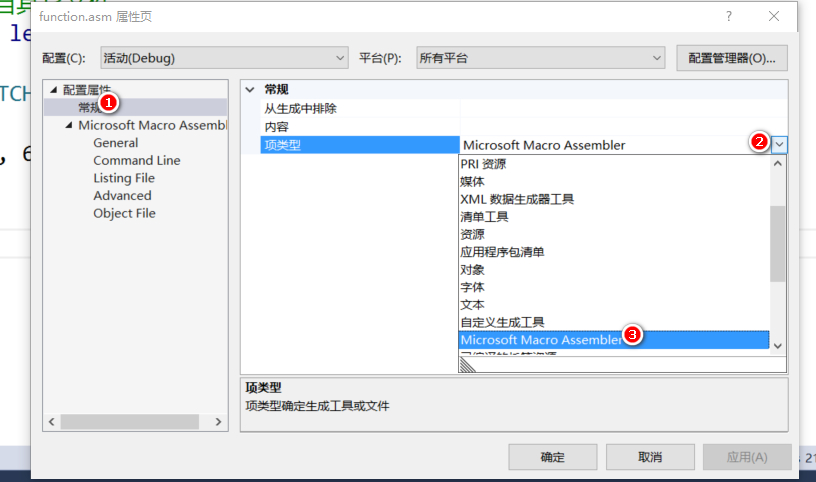 function.asm 属性页
?
le
配置(C):
活动(Debug)
平台(P):
所有平台
配置管理器(O)...
TCH
, 6
配置属性
常规
1
Microsoft Macro Assembl
General
Command Line
Listing File
Advanced
Object File
常规
从生成中排除
内容
项类型
Microsoft Macro Assembler
2
PRI 资源
媒体
XML 数据生成器工具
清单工具
资源
应用程序包清单
对象
字体
文本
自定义生成工具
Microsoft Macro Assembler
3
项类型
项类型确定生成工具或文件
确定
取消
应用(A)
21